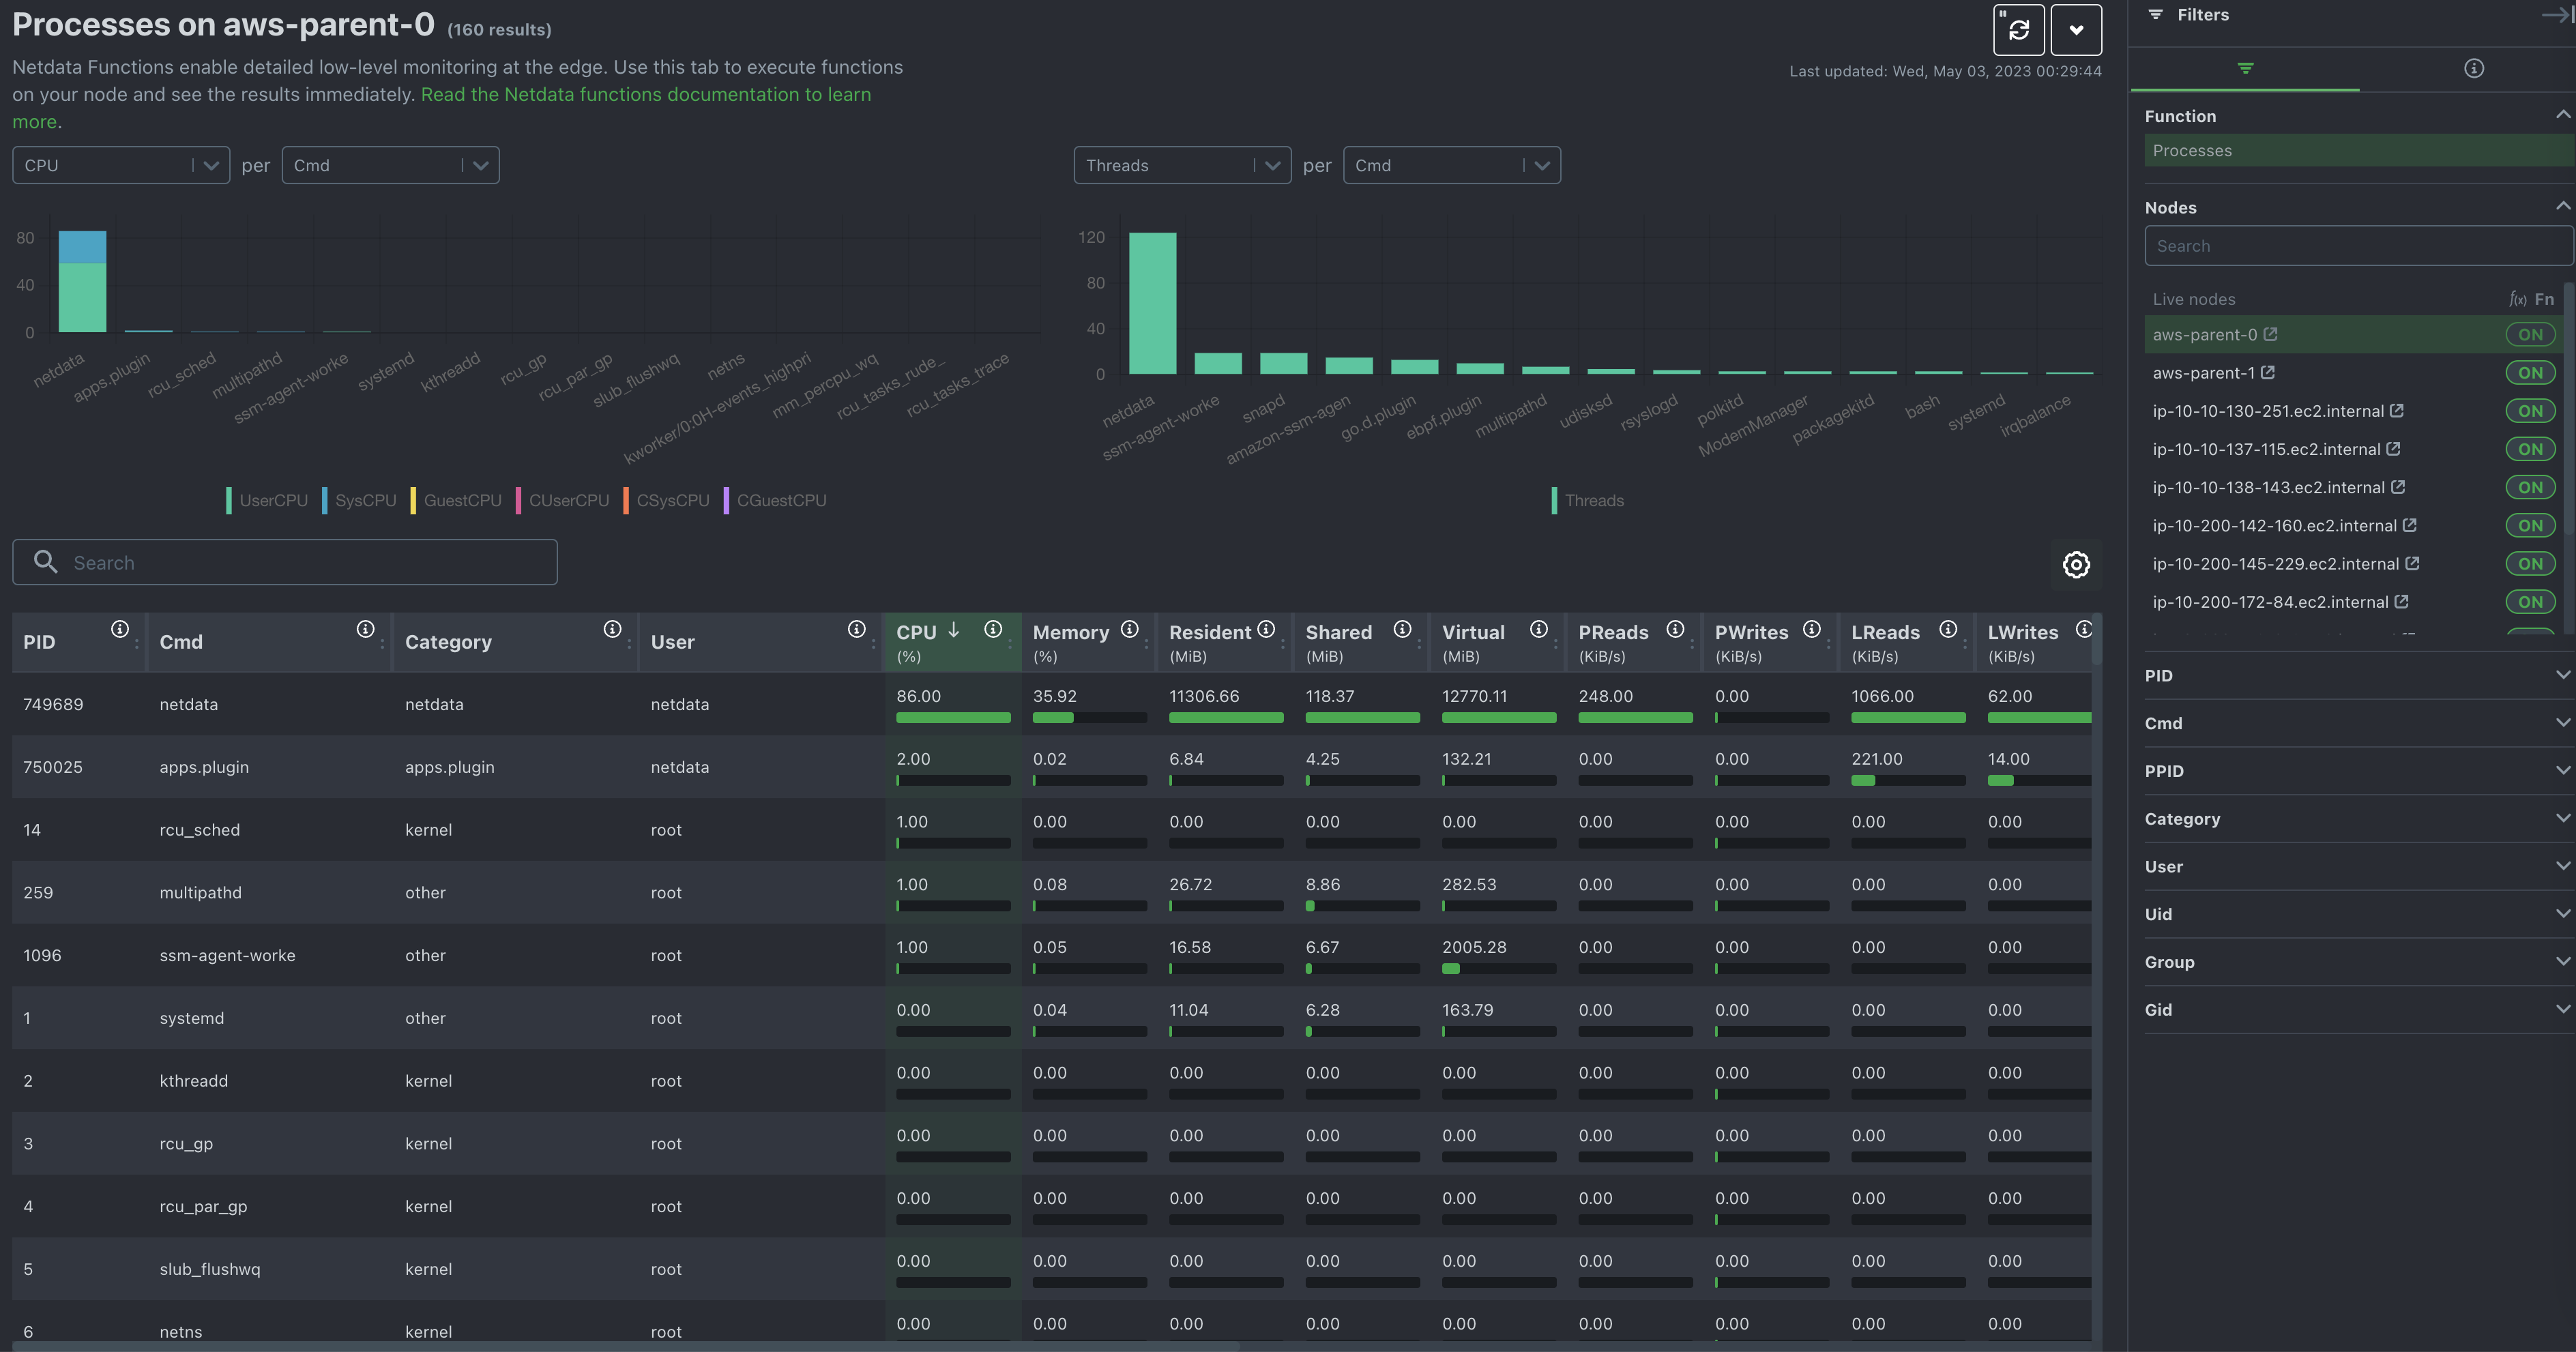 Processes on aws-parent-0 (160 results)
Netdata Functions enable detailed low-level monitoring at the edge. Use this tab to execute functions
on your node and see the results immediately. Read the Netdata functions documentation to learn
more.
Last updated: Wed, May 03, 2023 00:29:44
CPU per Cmd
80
40
0
netdata
apps.plugin
rcu_sched
multipathd
ssm-agent-worke
systemd
kthreadd
rcu_gp
rcu_par_gp
slub_flushwq
netns
kworker/0:0H-events_highpri
mm_percpu_wq
rcu_tasks_rude_
rcu_tasks_trace
UserCPU SysCPU GuestCPU CUserCPU CSysCPU CGuestCPU
Threads per Cmd
120
80
40
0
netdata
ssm-agent-worke
snapd
amazon-ssm-agen
go.d.plugin
ebpf.plugin
multipathd
udisksd
rsyslogd
polkitd
ModemManager
packagekitd
bash
systemd
irqbalance
Threads
Search
PID Cmd Category User CPU Memory Resident Shared Virtual PReads PWrites LReads LWrites
(%) (%) (MiB) (MiB) (MiB) (KiB/s) (KiB/s) (KiB/s) (KiB/s)
749689 netdata netdata netdata 86.00 35.92 11306.66 118.37 12770.11 248.00 0.00 1066.00 62.00
750025 apps.plugin apps.plugin netdata 2.00 0.02 6.84 4.25 132.21 0.00 0.00 221.00 14.00
14 rcu_sched kernel root 1.00 0.00 0.00 0.00 0.00 0.00 0.00 0.00 0.00
259 multipathd other root 1.00 0.08 26.72 8.86 282.53 0.00 0.00 0.00 0.00
1096 ssm-agent-worke other root 1.00 0.05 16.58 6.67 2005.28 0.00 0.00 0.00 0.00
1 systemd other root 0.00 0.04 11.04 6.28 163.79 0.00 0.00 0.00 0.00
2 kthreadd kernel root 0.00 0.00 0.00 0.00 0.00 0.00 0.00 0.00 0.00
3 rcu_gp kernel root 0.00 0.00 0.00 0.00 0.00 0.00 0.00 0.00 0.00
4 rcu_par_gp kernel root 0.00 0.00 0.00 0.00 0.00 0.00 0.00 0.00 0.00
5 slub_flushwq kernel root 0.00 0.00 0.00 0.00 0.00 0.00 0.00 0.00 0.00
6 netns kernel root 0.00 0.00 0.00 0.00 0.00 0.00 0.00 0.00 0.00
Filters
Function
Processes
Nodes
Search
Live nodes f(x) Fn
aws-parent-0 ON
aws-parent-1 ON
ip-10-10-130-251.ec2.internal ON
ip-10-10-137-115.ec2.internal ON
ip-10-10-138-143.ec2.internal ON
ip-10-200-142-160.ec2.internal ON
ip-10-200-145-229.ec2.internal ON
ip-10-200-172-84.ec2.internal ON
PID
Cmd
PPID
Category
User
Uid
Group
Gid